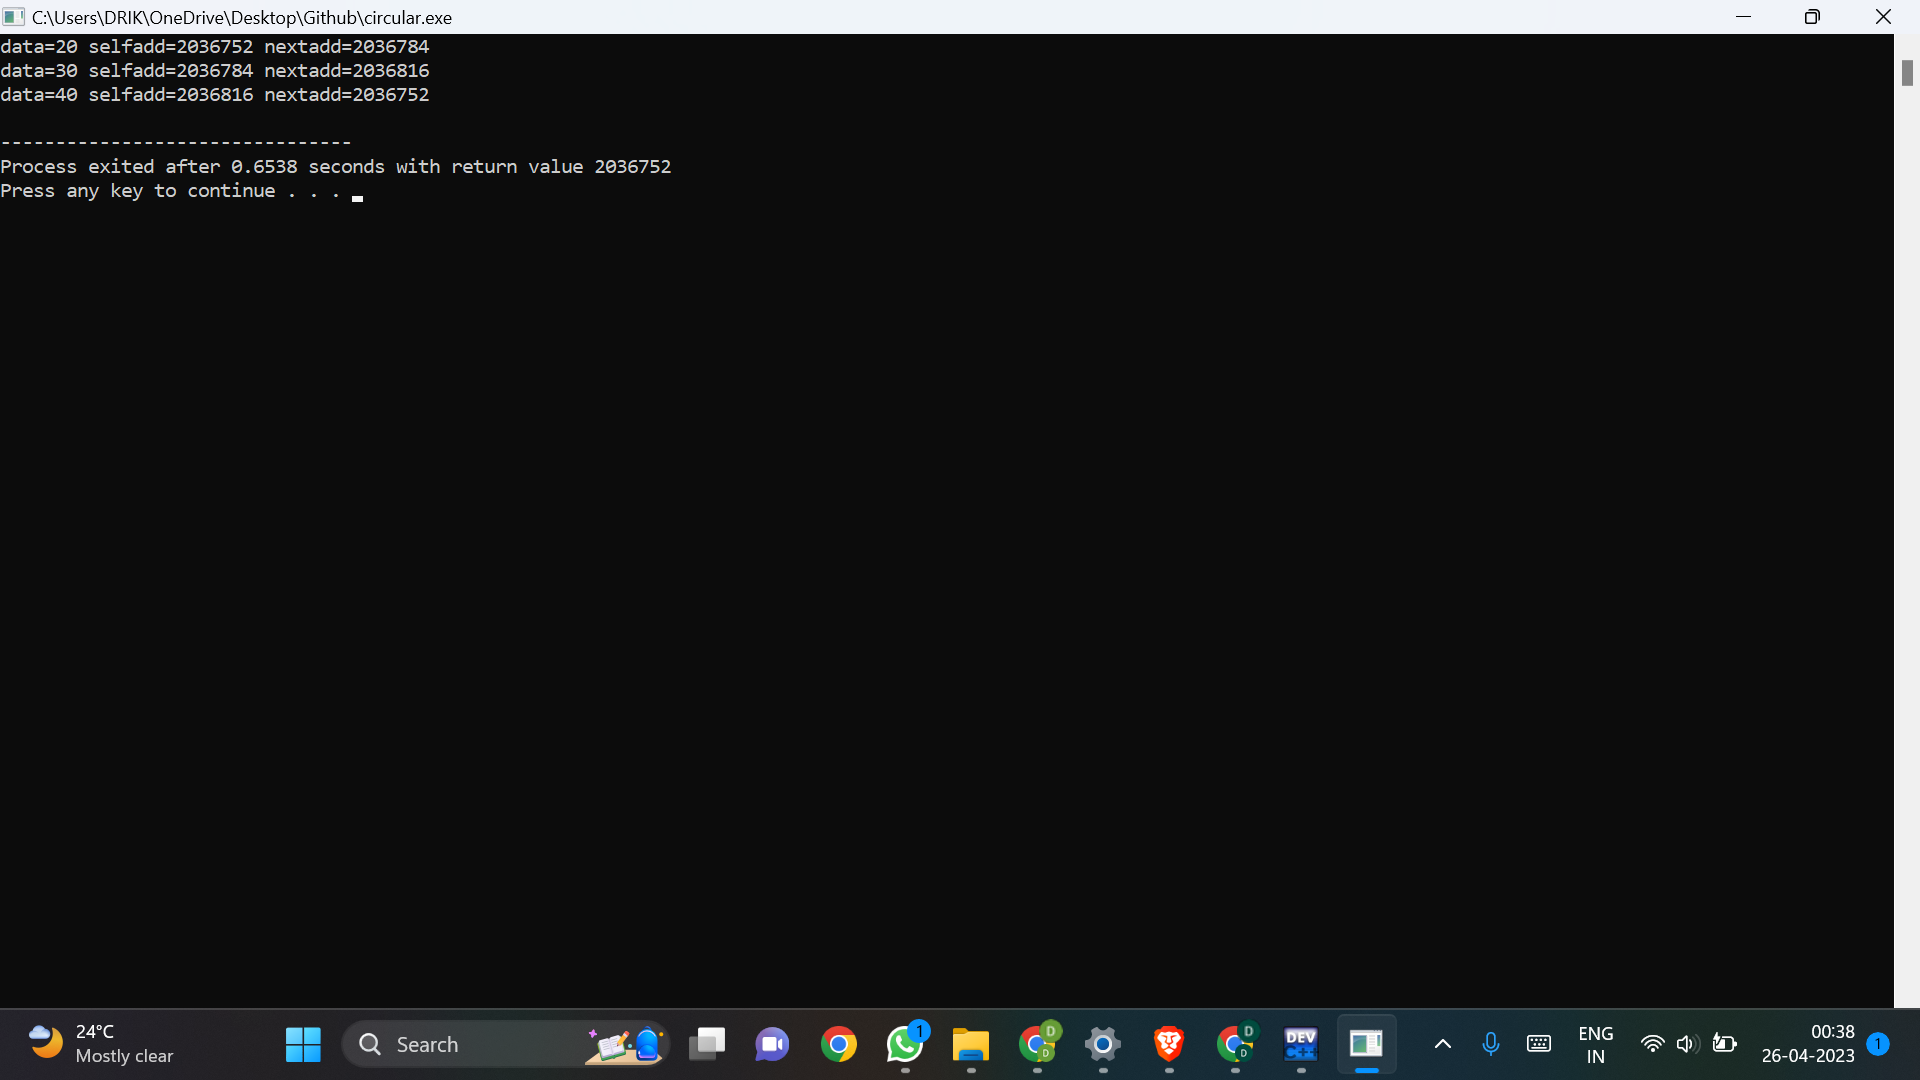 C:\Users\DRIK\OneDrive\Desktop\Github\circular.exe
data=20 selfadd=2036752 nextadd=2036784
data=30 selfadd=2036784 nextadd=2036816
data=40 selfadd=2036816 nextadd=2036752
--------------------------------
Process exited after 0.6538 seconds with return value 2036752
Press any key to continue . . .
24°C
Mostly clear
Search
1
D
D
D
D
DEV
C++
ENG
IN
00:38
26-04-2023
1